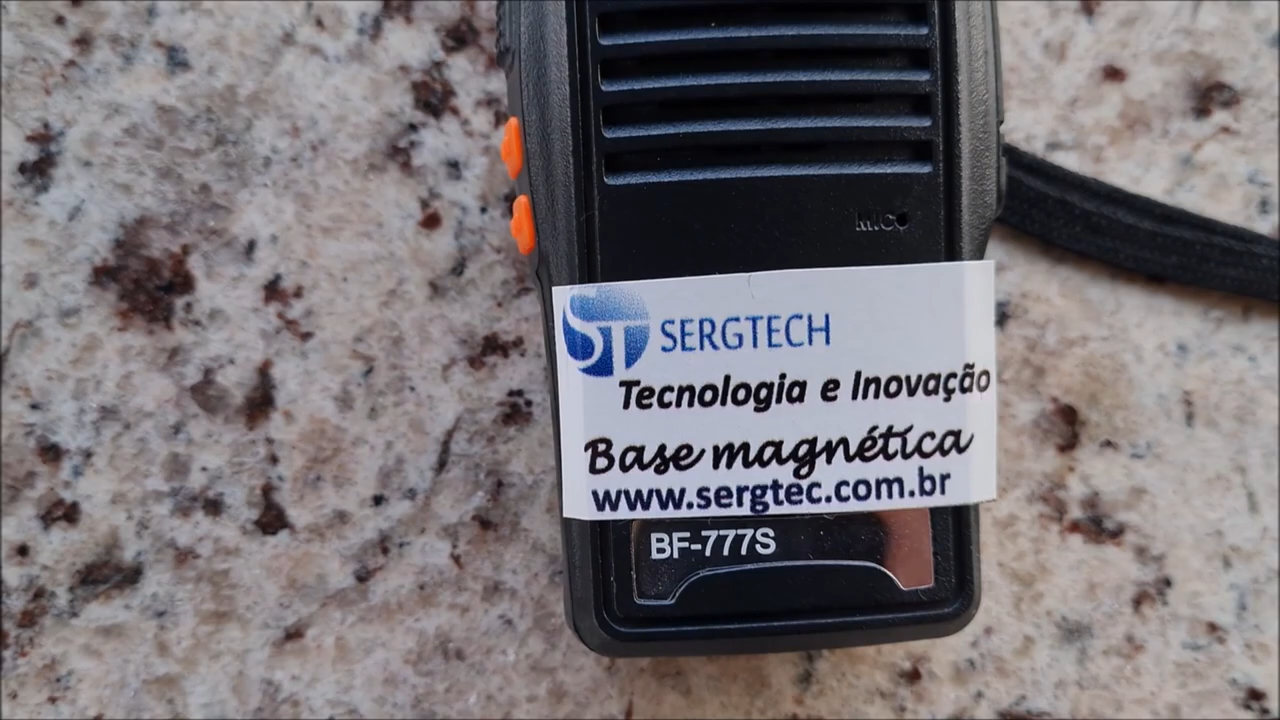 MIC
ST SERGTECH
Tecnologia e Inovação
Base magnética
www.sergtec.com.br
BF-777S